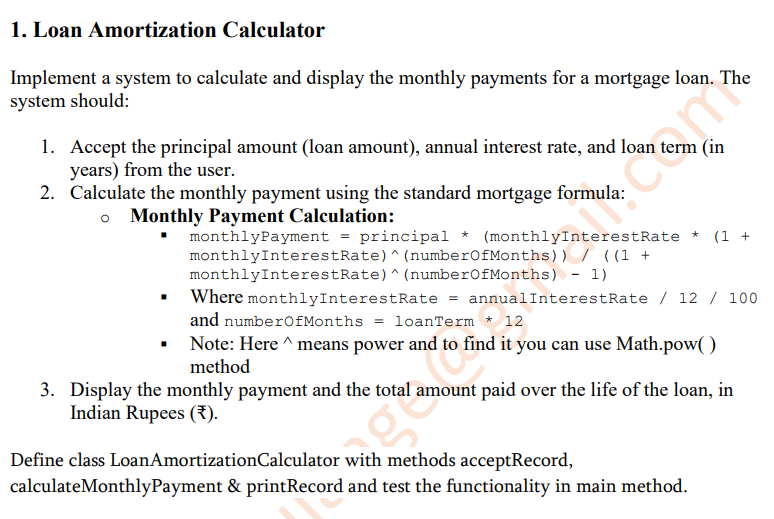 1. Loan Amortization Calculator
Implement a system to calculate and display the monthly payments for a mortgage loan. The
system should:
1. Accept the principal amount (loan amount), annual interest rate, and loan term (in
years) from the user.
2. Calculate the monthly payment using the standard mortgage formula:
o Monthly Payment Calculation:
▪ monthlyPayment = principal * (monthlyInterestRate * (1 +
monthlyInterestRate)^(numberOfMonths)) / ((1 +
monthlyInterestRate)^(numberOfMonths) - 1)
▪ Where monthlyInterestRate = annualInterestRate / 12 / 100
and numberOfMonths = loanTerm * 12
▪ Note: Here ^ means power and to find it you can use Math.pow( )
method
3. Display the monthly payment and the total amount paid over the life of the loan, in
Indian Rupees (₹).
Define class LoanAmortizationCalculator with methods acceptRecord,
calculateMonthlyPayment & printRecord and test the functionality in main method.